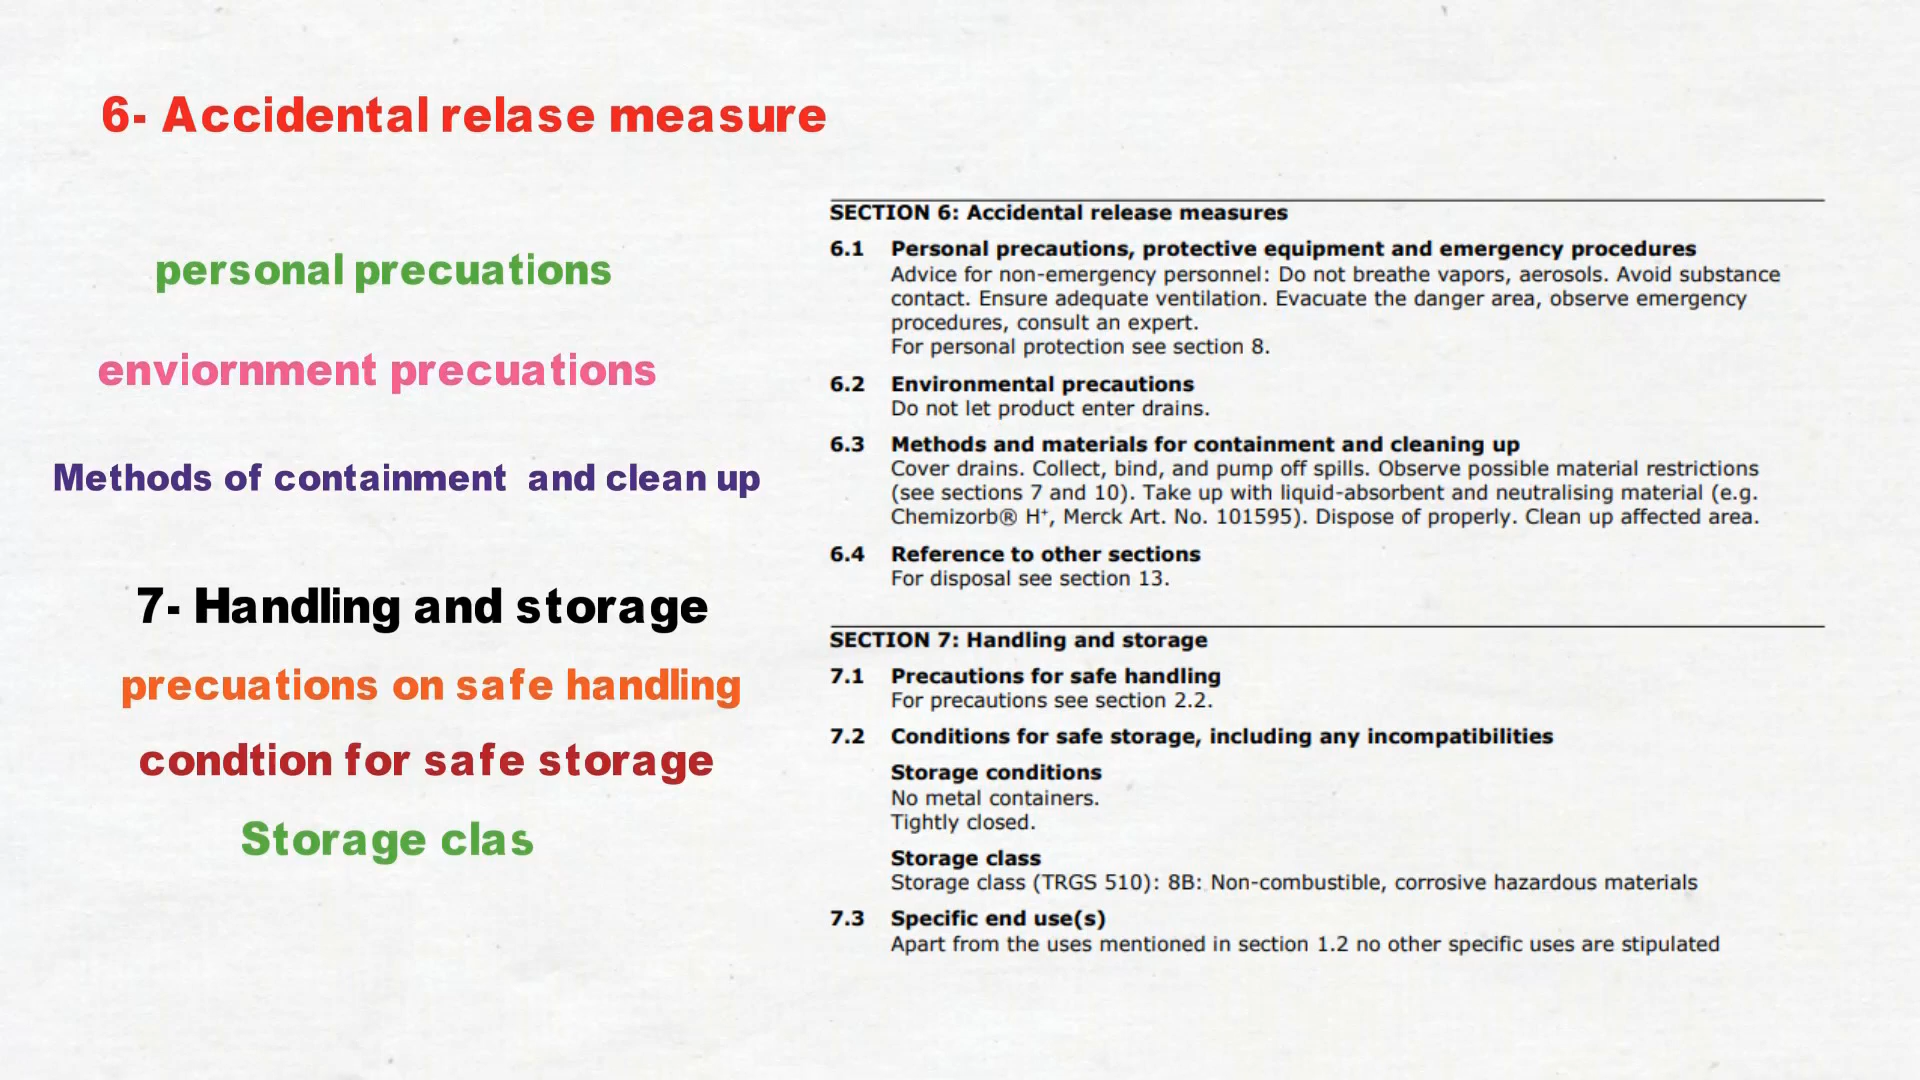 6- Accidental relase measure
personal precuations
enviornment precuations
Methods of containment and clean up
7- Handling and storage
precuations on safe handling
condtion for safe storage
Storage clas
SECTION 6: Accidental release measures
6.1 Personal precautions, protective equipment and emergency procedures
Advice for non-emergency personnel: Do not breathe vapors, aerosols. Avoid substance
contact. Ensure adequate ventilation. Evacuate the danger area, observe emergency
procedures, consult an expert.
For personal protection see section 8.
6.2 Environmental precautions
Do not let product enter drains.
6.3 Methods and materials for containment and cleaning up
Cover drains. Collect, bind, and pump off spills. Observe possible material restrictions
(see sections 7 and 10). Take up with liquid-absorbent and neutralising material (e.g.
Chemizorb® H⁺, Merck Art. No. 101595). Dispose of properly. Clean up affected area.
6.4 Reference to other sections
For disposal see section 13.
SECTION 7: Handling and storage
7.1 Precautions for safe handling
For precautions see section 2.2.
7.2 Conditions for safe storage, including any incompatibilities
Storage conditions
No metal containers.
Tightly closed.
Storage class
Storage class (TRGS 510): 8B: Non-combustible, corrosive hazardous materials
7.3 Specific end use(s)
Apart from the uses mentioned in section 1.2 no other specific uses are stipulated